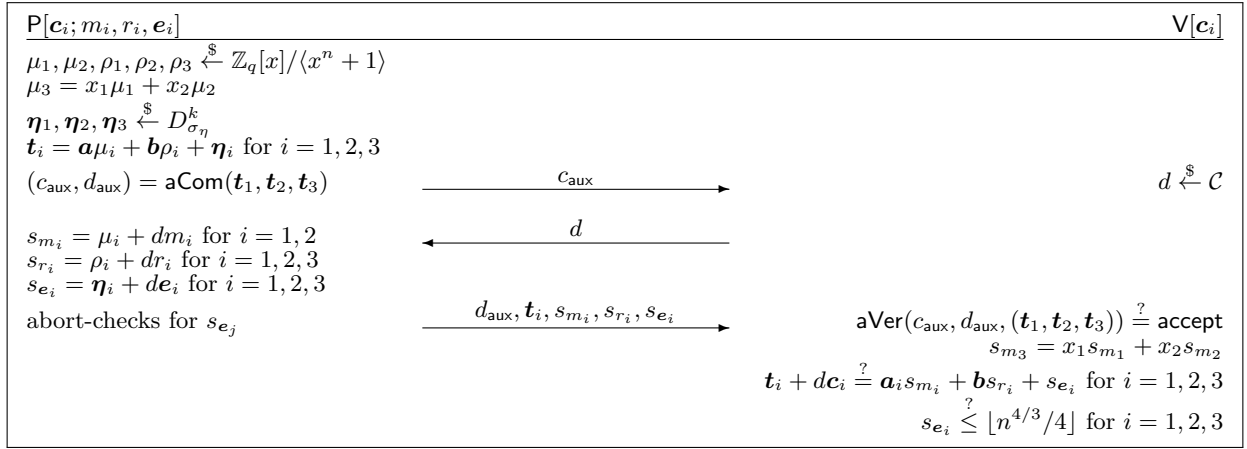 P[c_i; m_i, r_i, e_i] V[c_i]
μ_1, μ_2, ρ_1, ρ_2, ρ_3 ←$ ℤ_q[x]/⟨x^n + 1⟩
μ_3 = x_1μ_1 + x_2μ_2
η_1, η_2, η_3 ←$ D^k_{σ_η}
t_i = aμ_i + bρ_i + η_i for i = 1, 2, 3
(c_aux, d_aux) = aCom(t_1, t_2, t_3) c_aux d ←$ 𝒞
s_{m_i} = μ_i + dm_i for i = 1, 2 d
s_{r_i} = ρ_i + dr_i for i = 1, 2, 3
s_{e_i} = η_i + de_i for i = 1, 2, 3
abort-checks for s_{e_j} d_aux, t_i, s_{m_i}, s_{r_i}, s_{e_i} aVer(c_aux, d_aux, (t_1, t_2, t_3)) =? accept
s_{m_3} = x_1s_{m_1} + x_2s_{m_2}
t_i + dc_i =? a_is_{m_i} + bs_{r_i} + s_{e_i} for i = 1, 2, 3
s_{e_i} ≤? ⌊n^{4/3}/4⌋ for i = 1, 2, 3